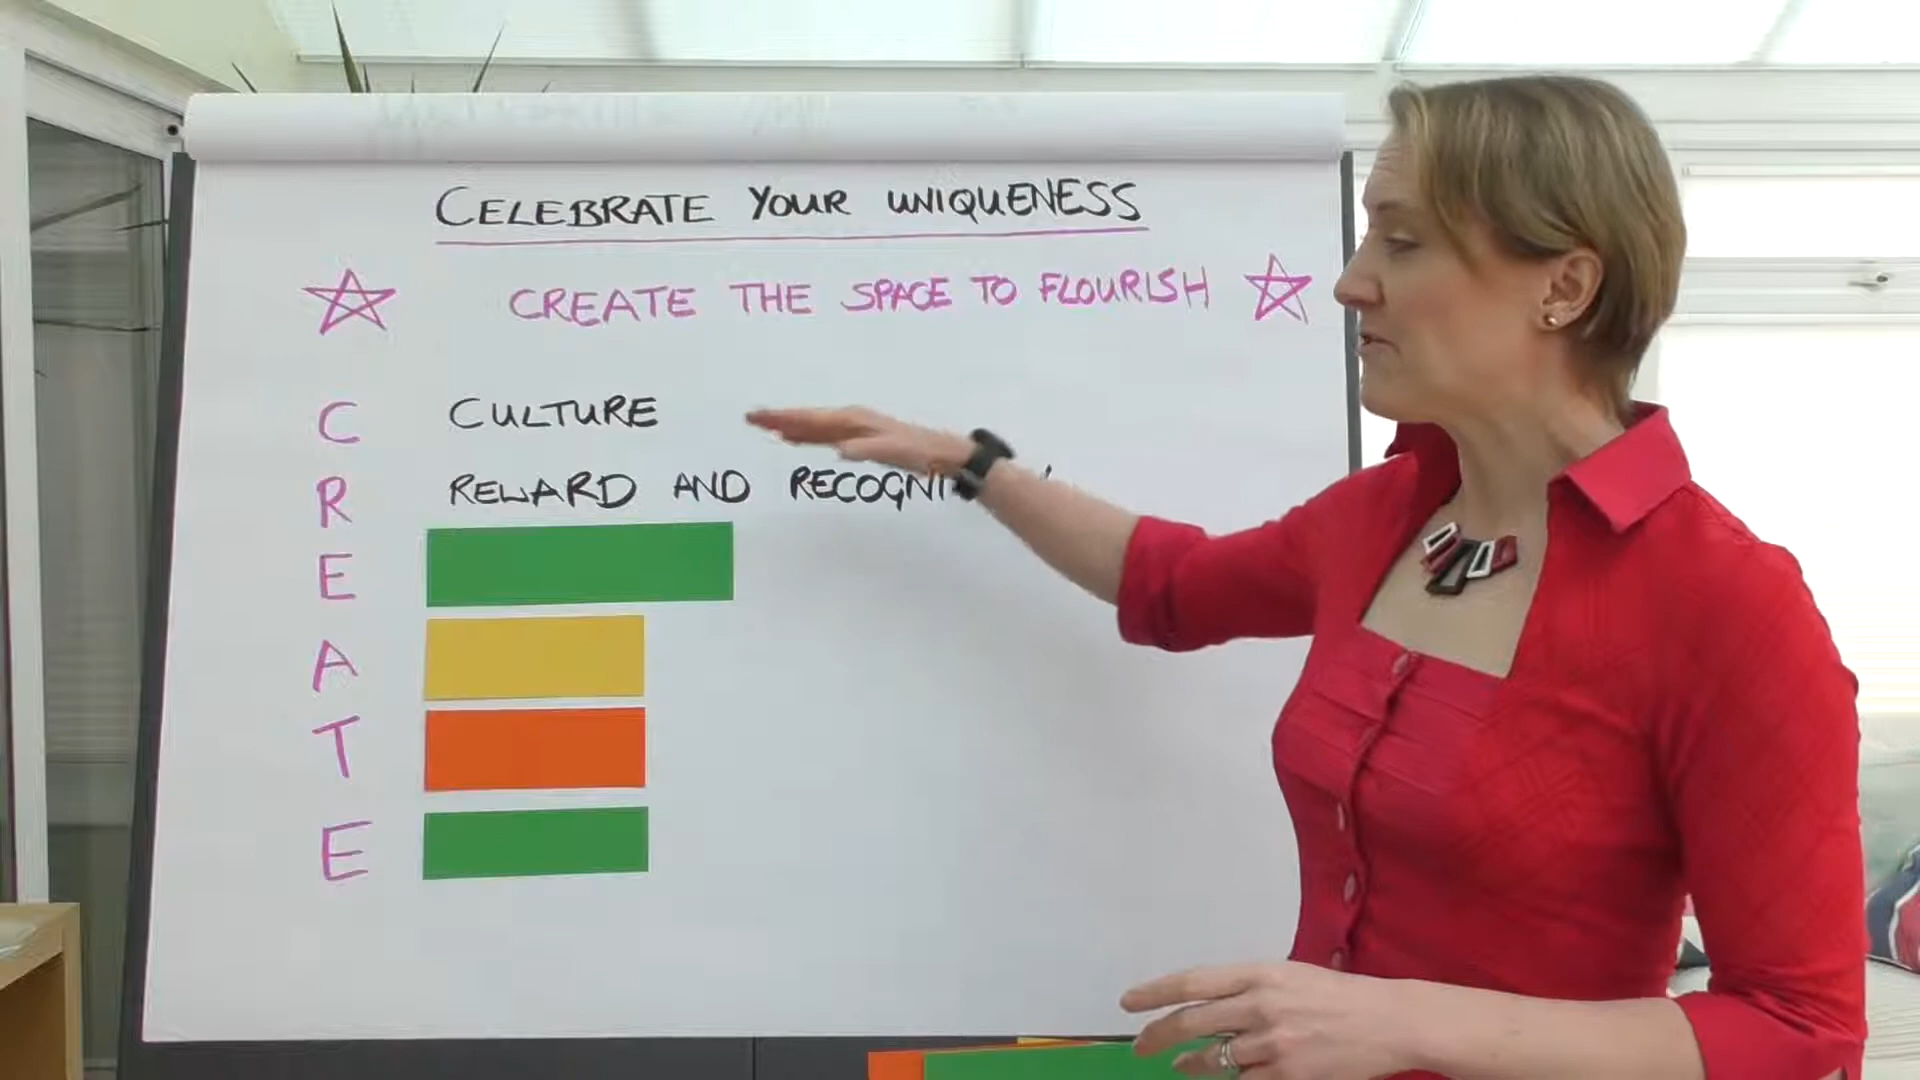 CELEBRATE YOUR UNIQUENESS
CREATE THE SPACE TO FLOURISH
C CULTURE
R REWARD AND
E
A
T
E